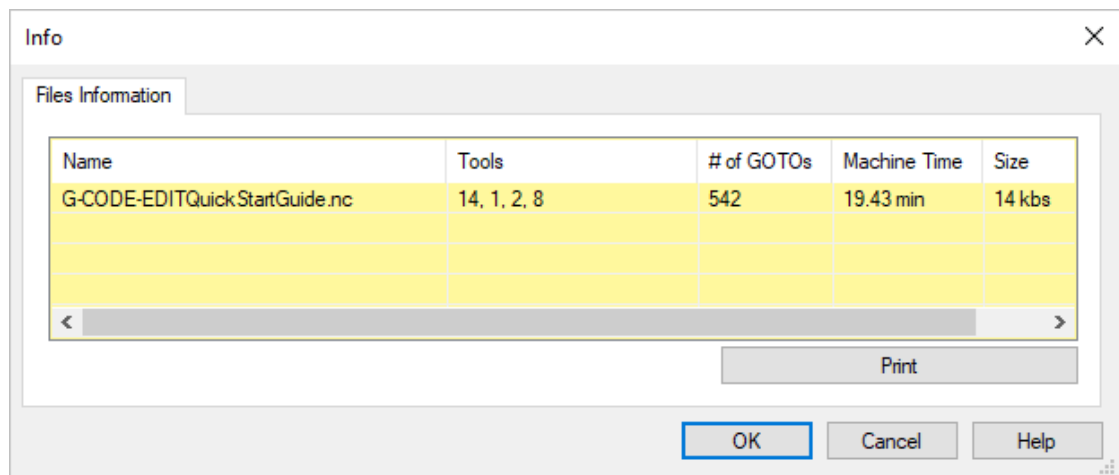 Info
Files Information
Name Tools # of GOTOs Machine Time Size
G-CODE-EDITQuickStartGuide.nc 14, 1, 2, 8 542 19.43 min 14 kbs
Print
OK Cancel Help